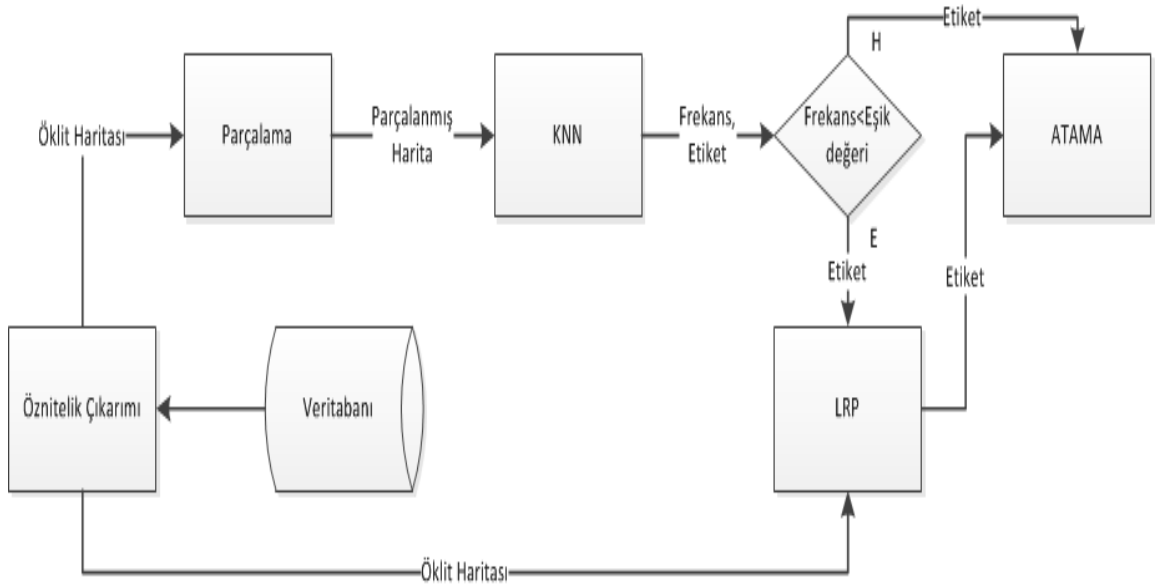 Etiket
H
Öklit Haritası
Parçalama
Parçalanmış
Harita
KNN
Frekans,
Etiket
Frekans<Eşik
değeri
ATAMA
E
Etiket
Etiket
Öznitelik Çıkarımı
Veritabanı
LRP
Öklit Haritası